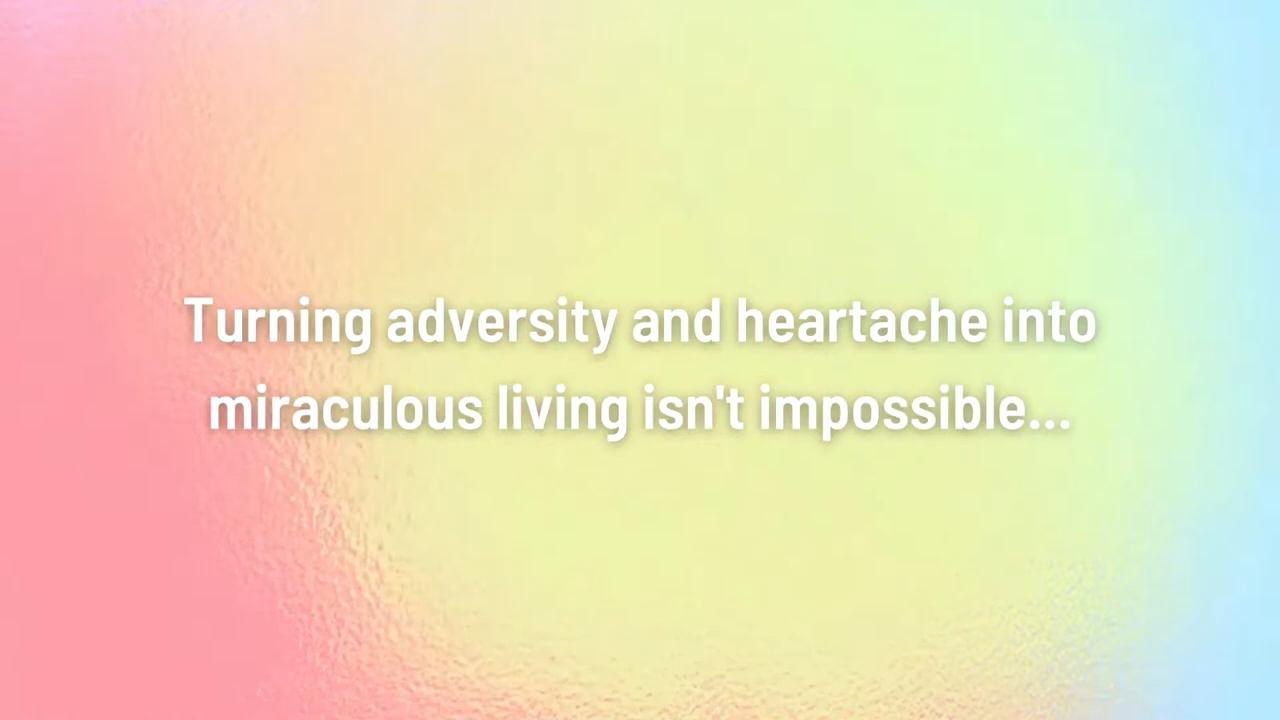 Turning adversity and heartache into
miraculous living isn't impossible...